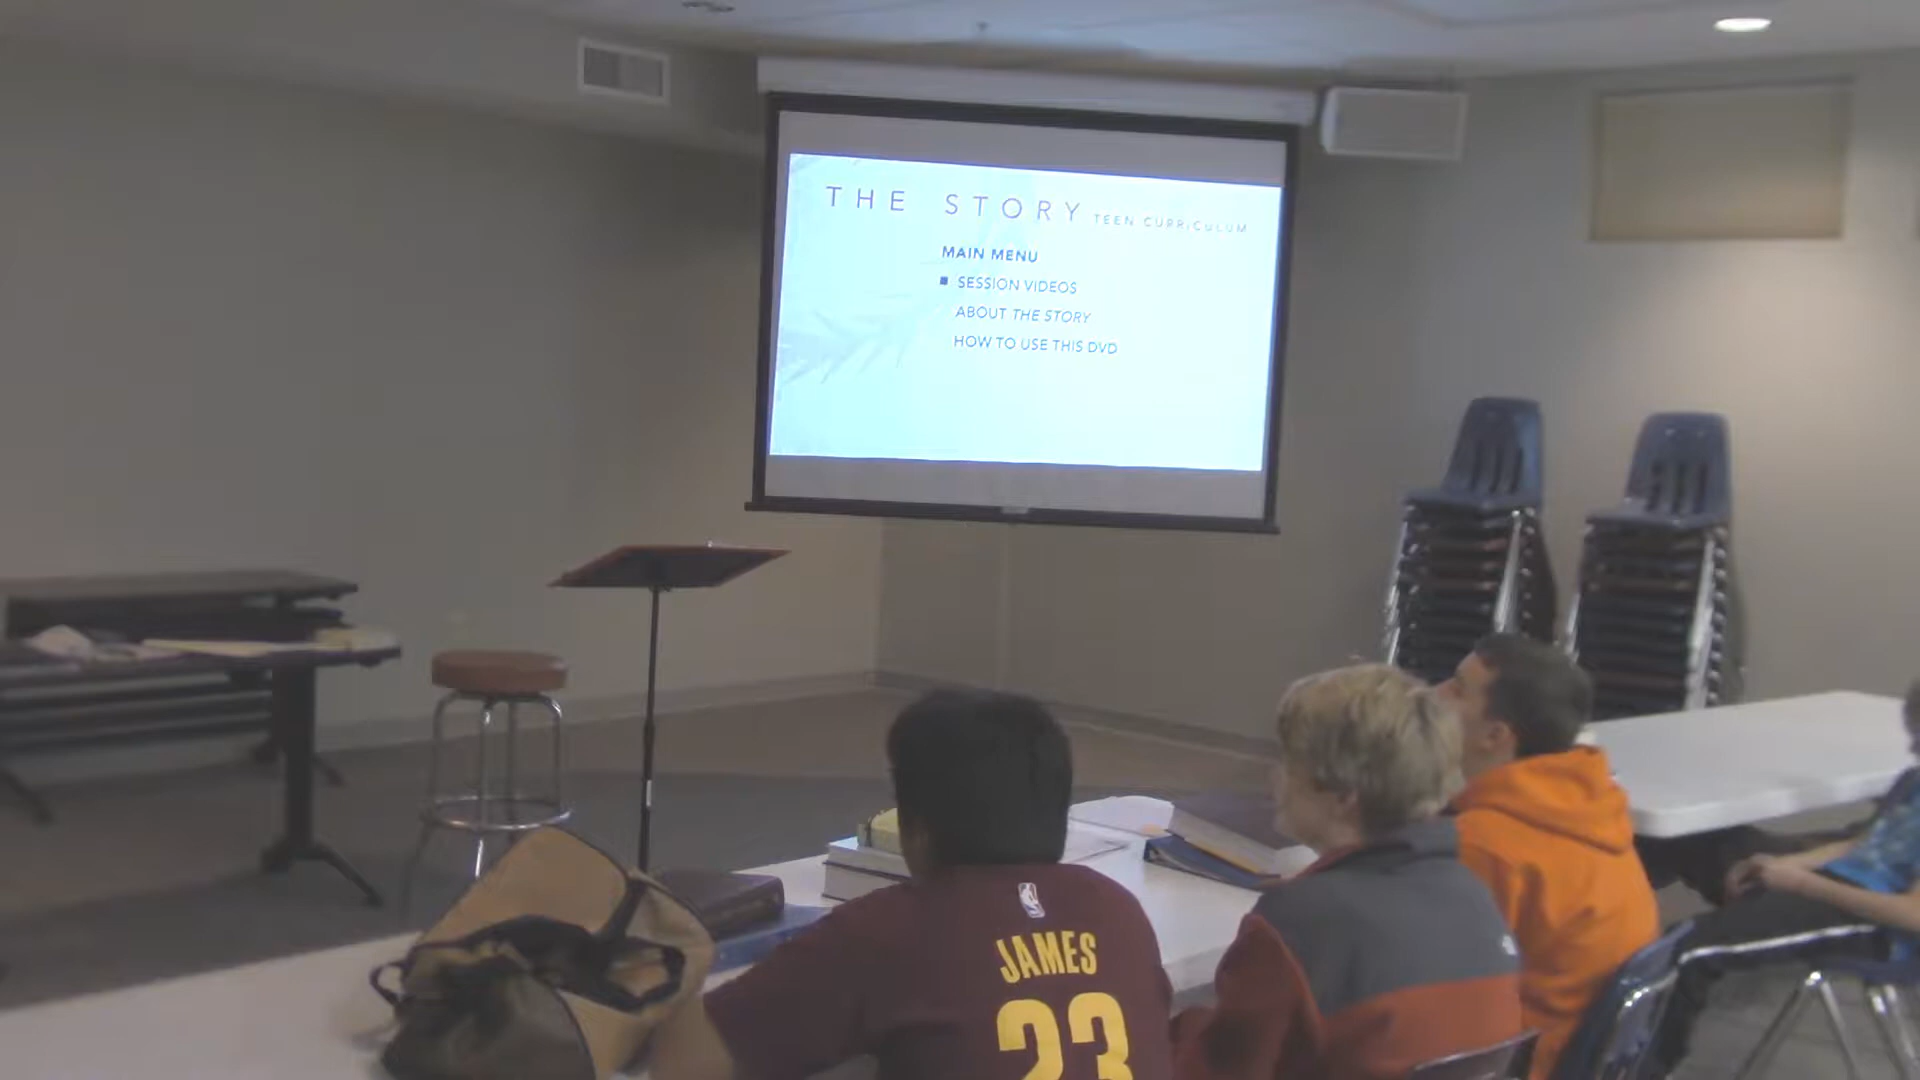 THE STORY TEEN CURRICULUM
MAIN MENU
SESSION VIDEOS
ABOUT THE STORY
HOW TO USE THIS DVD
JAMES
23